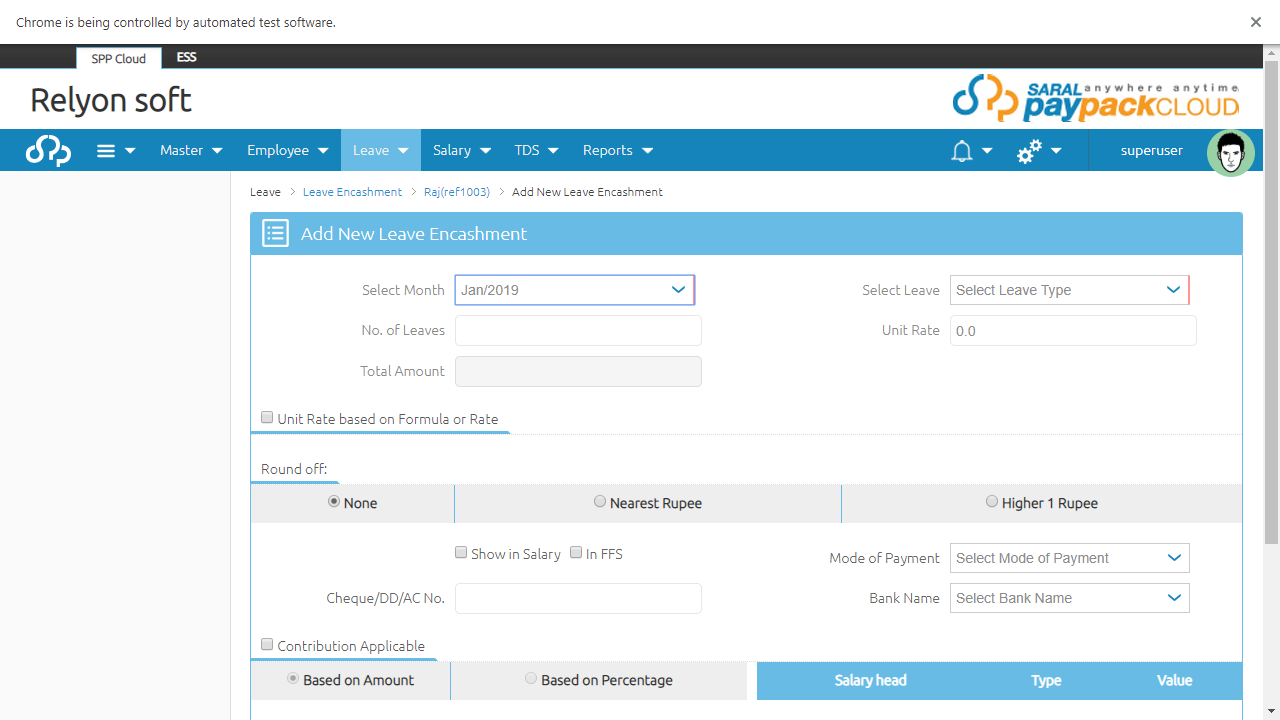 Chrome is being controlled by automated test software.
SPP Cloud ESS
Relyon soft
SARAL anywhere anytime
paypackCLOUD
Master Employee Leave Salary TDS Reports superuser
Leave > Leave Encashment > Raj(ref1003) > Add New Leave Encashment
Add New Leave Encashment
Select Month Jan/2019 Select Leave Select Leave Type
No. of Leaves Unit Rate 0.0
Total Amount
Unit Rate based on Formula or Rate
Round off:
None Nearest Rupee Higher 1 Rupee
Show in Salary In FFS Mode of Payment Select Mode of Payment
Cheque/DD/AC No. Bank Name Select Bank Name
Contribution Applicable
Based on Amount Based on Percentage Salary head Type Value